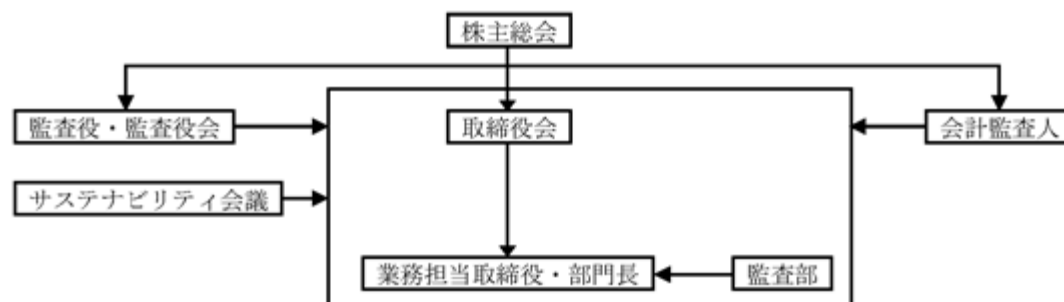 株主総会
監査役・監査役会
取締役会
会計監査人
サステナビリティ会議
業務担当取締役・部門長
監査部